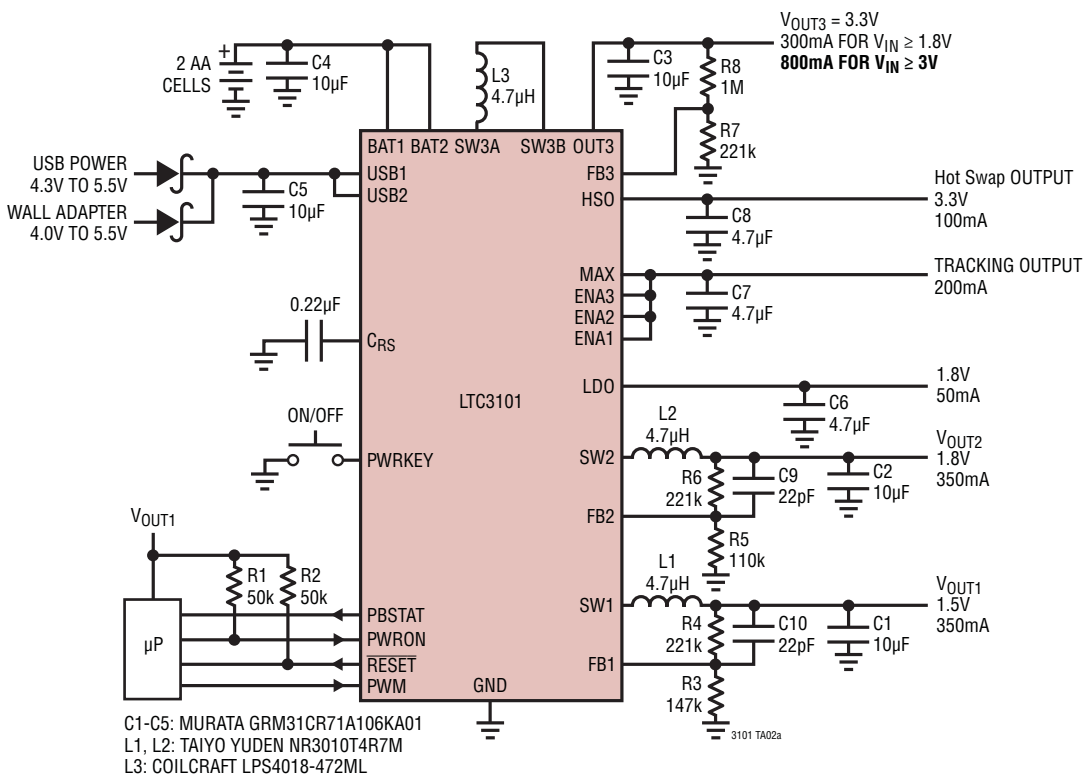 VOUT3 = 3.3V
300mA FOR VIN ≥ 1.8V
800mA FOR VIN ≥ 3V
2 AA
CELLS
+
C4
10µF
L3
4.7µH
C3
10µF
R8
1M
R7
221k
BAT1 BAT2 SW3A SW3B OUT3
USB POWER
4.3V TO 5.5V
WALL ADAPTER
4.0V TO 5.5V
C5
10µF
USB1
USB2
FB3
HSO
Hot Swap OUTPUT
3.3V
100mA
C8
4.7µF
MAX
ENA3
ENA2
ENA1
TRACKING OUTPUT
200mA
C7
4.7µF
0.22µF
CRS
LTC3101
LDO
1.8V
50mA
C6
4.7µF
ON/OFF
PWRKEY
L2
4.7µH
SW2
VOUT2
1.8V
350mA
R6
221k
C9
22pF
C2
10µF
FB2
R5
110k
VOUT1
R1
50k
R2
50k
µP
PBSTAT
PWRON
RESET
PWM
GND
L1
4.7µH
SW1
VOUT1
1.5V
350mA
R4
221k
C10
22pF
C1
10µF
FB1
R3
147k
3101 TA02a
C1-C5: MURATA GRM31CR71A106KA01
L1, L2: TAIYO YUDEN NR3010T4R7M
L3: COILCRAFT LPS4018-472ML